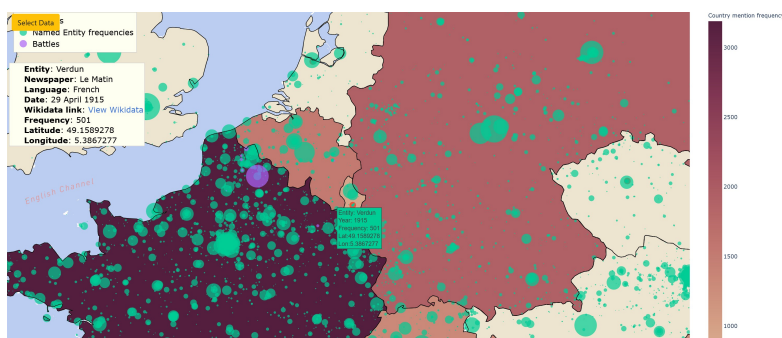 Select Data
s
Named Entity frequencies
Battles
Entity: Verdun
Newspaper: Le Matin
Language: French
Date: 29 April 1915
Wikidata link: View Wikidata
Frequency: 501
Latitude: 49.1589278
Longitude: 5.3867277
English Channel
Entity: Verdun
Year: 1915
Frequency: 501
Lat:49.1589278
Lon:5.3867277
Country mention frequency
3000
2000
1500
1000